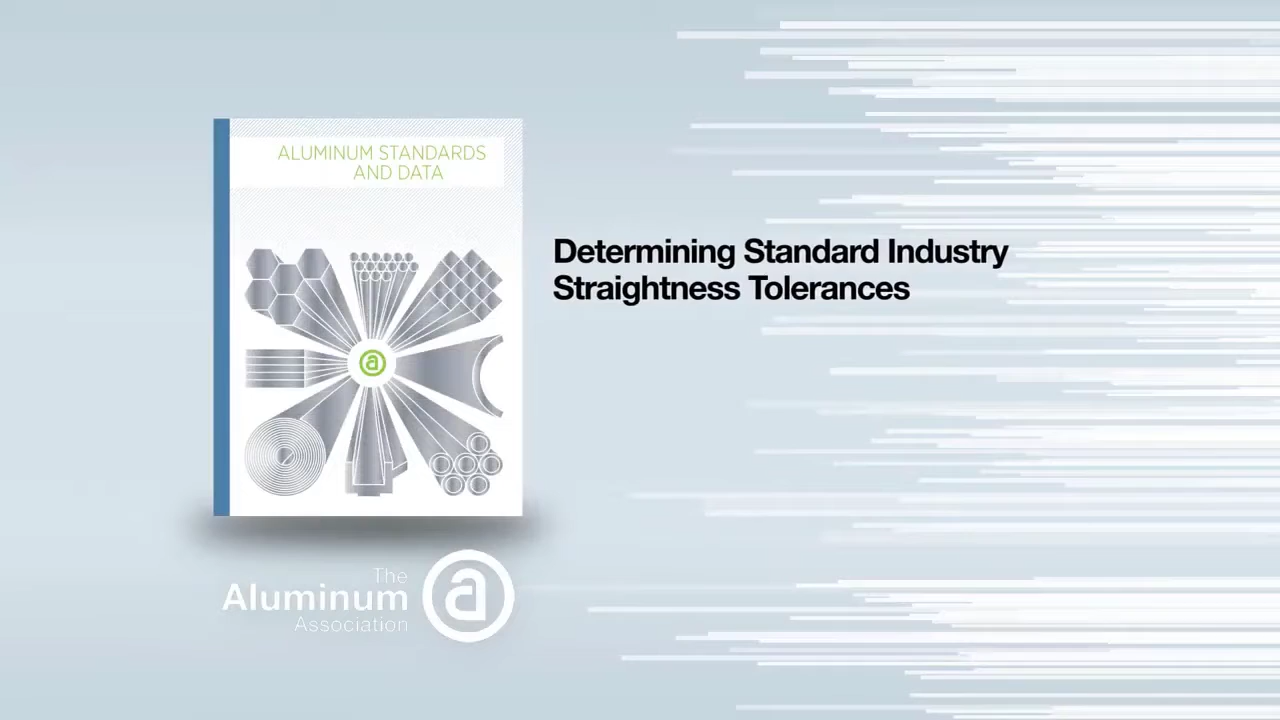 ALUMINUM STANDARDS
AND DATA
Determining Standard Industry
Straightness Tolerances
a
The
Aluminum
Association
a